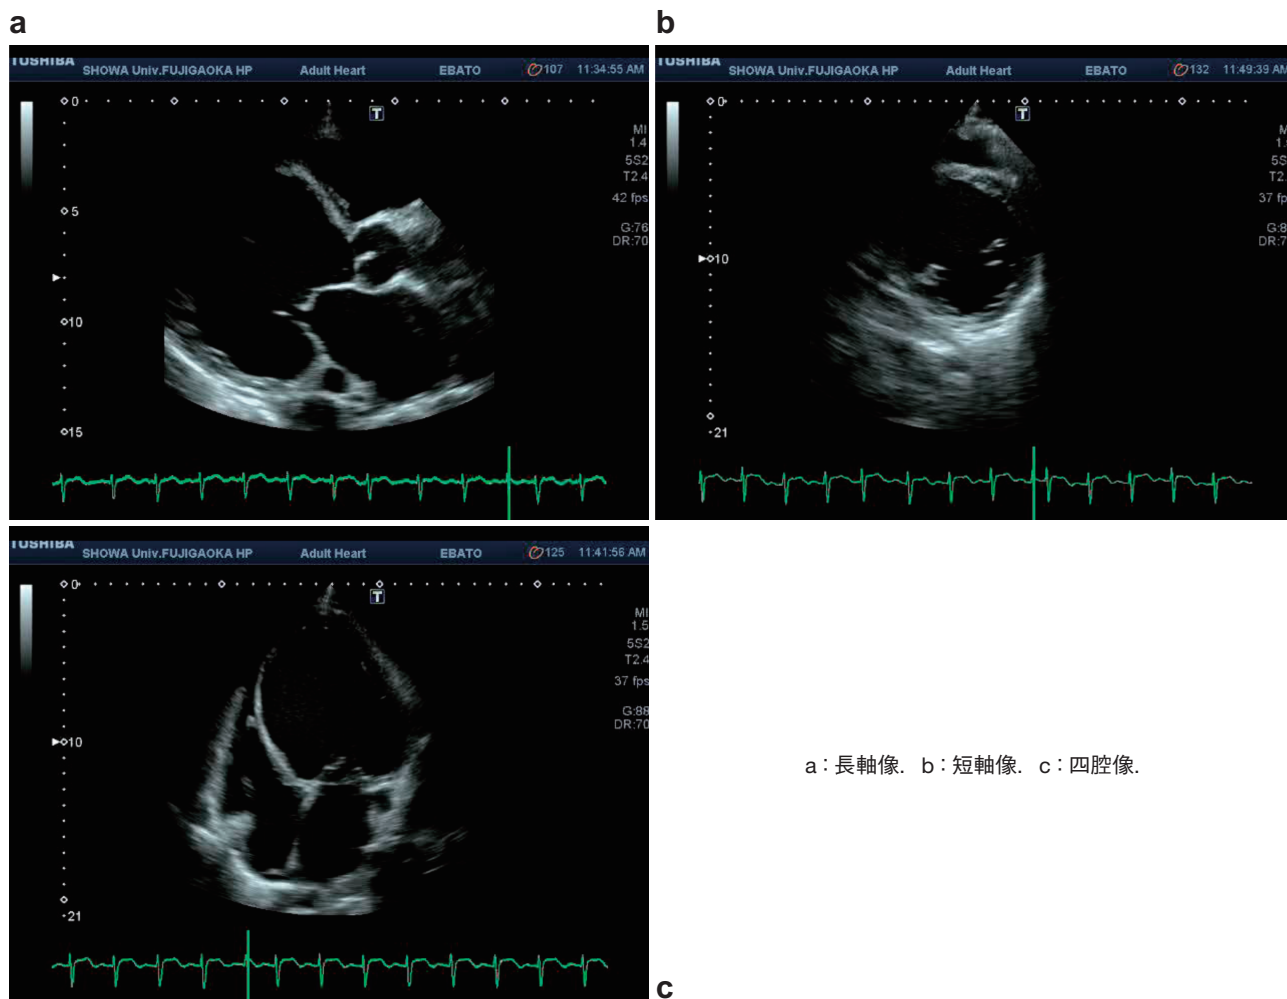 a
b
TOSHIBA
SHOWA Univ.FUJIGAOKA HP Adult Heart EBATO 107 11:34:55 AM
0
T
MI
1.4
5S2
T2.4
42 fps
5
G:76
DR:70
10
15
TOSHIBA
SHOWA Univ.FUJIGAOKA HP Adult Heart EBATO 132 11:49:39 AM
0
T
5S2
37 fp
10
21
TOSHIBA
SHOWA Univ.FUJIGAOKA HP Adult Heart EBATO 125 11:41:56 AM
0
T
MI
1.5
5S2
T2.4
37 fps
G:88
DR:70
10
21
a:長軸像. b:短軸像. c:四腔像.
c